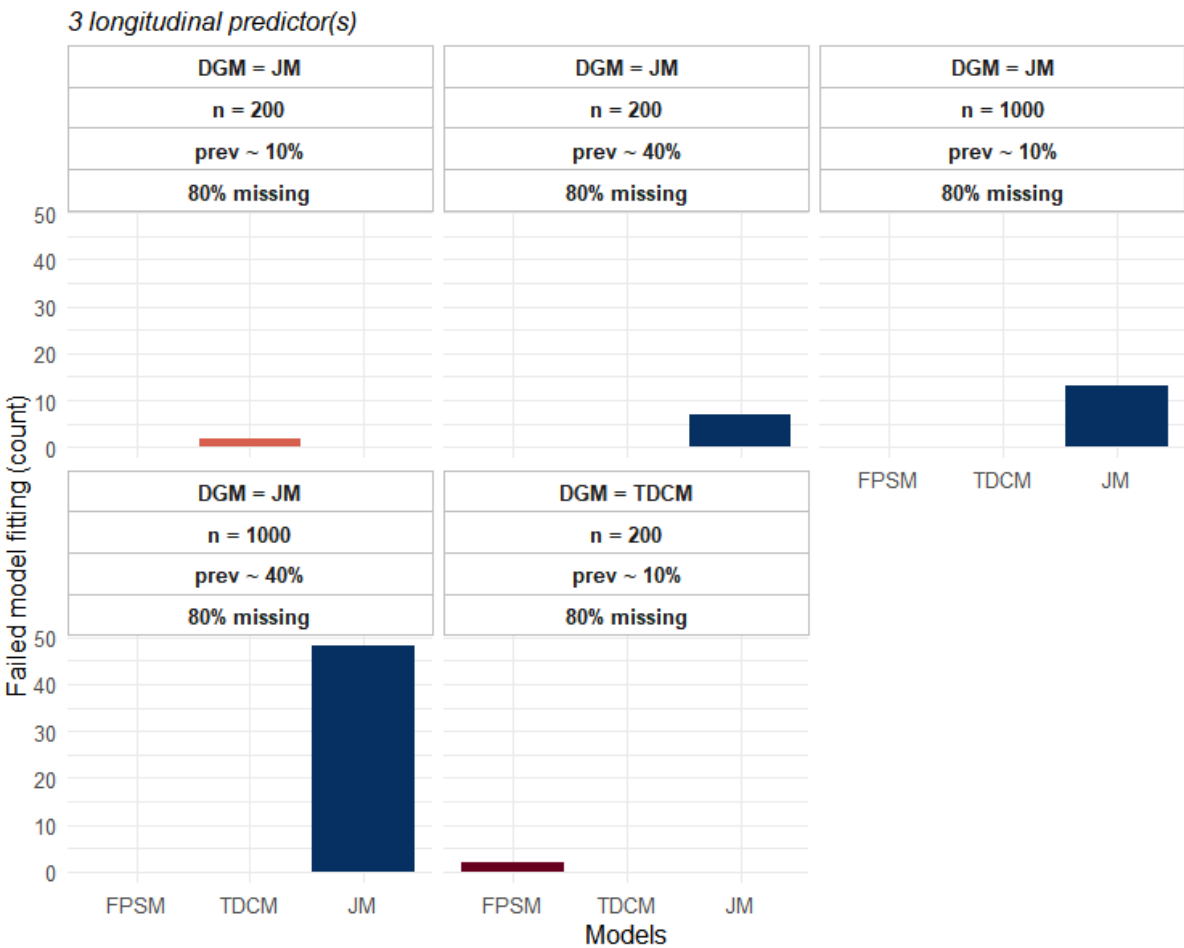 3 longitudinal predictor(s)
DGM = JM
n = 200
prev ~ 10%
80% missing
DGM = JM
n = 200
prev ~ 40%
80% missing
DGM = JM
n = 1000
prev ~ 10%
80% missing
50
40
30
20
10
0
FPSM
TDCM
JM
DGM = JM
n = 1000
prev ~ 40%
80% missing
DGM = TDCM
n = 200
prev ~ 10%
80% missing
50
40
30
20
10
0
FPSM
TDCM
JM
FPSM
TDCM
JM
Failed model fitting (count)
Models